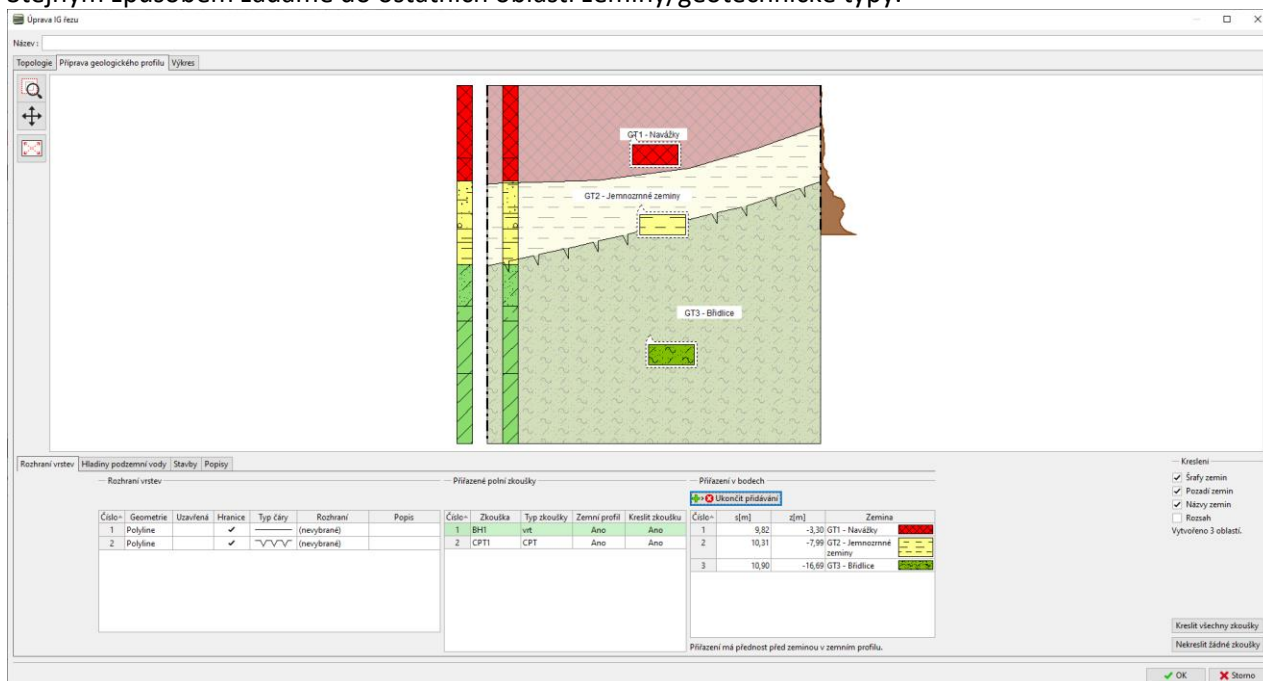 Stejným způsobem zadáme do ostatních oblastí zeminy/geotechnické typy:
Úprava IG řezu
Název :
Topologie Příprava geologického profilu Výkres
GT1 - Navážky
GT2 - Jemnozrnné zeminy
GT3 - Břidlice
Rozhraní vrstev Hladiny podzemní vody Stavby Popisy
Rozhraní vrstev
Číslo Geometrie Uzavřená Hranice Typ čáry Rozhraní Popis
1 Polyline (nevybrané)
2 Polyline (nevybrané)
Přiřazené polní zkoušky
Číslo Zkouška Typ zkoušky Zemní profil Kreslit zkoušku
1 BH1 vrt Ano Ano
2 CPT1 CPT Ano Ano
Přiřazení v bodech
Ukončit přidávání
Číslo s[m] z[m] Zemina
1 9,82 -3,30 GT1 - Navážky
2 10,31 -7,99 GT2 - Jemnozrnné
zeminy
3 10,90 -16,69 GT3 - Břidlice
Přiřazení má přednost před zeminou v zemním profilu.
Kreslení
Šrafy zemin
Pozadí zemin
Názvy zemin
Rozsah
Vytvořeno 3 oblastí.
Kreslit všechny zkoušky
Nekreslit žádné zkoušky
OK Storno